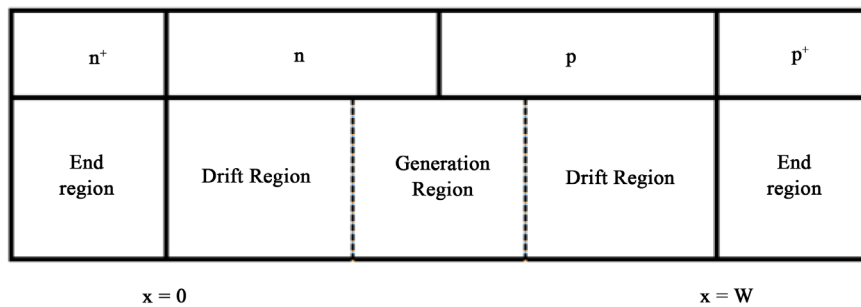 n⁺
n
p
p⁺
End
region
Drift Region
Generation
Region
Drift Region
End
region
x = 0
x = W